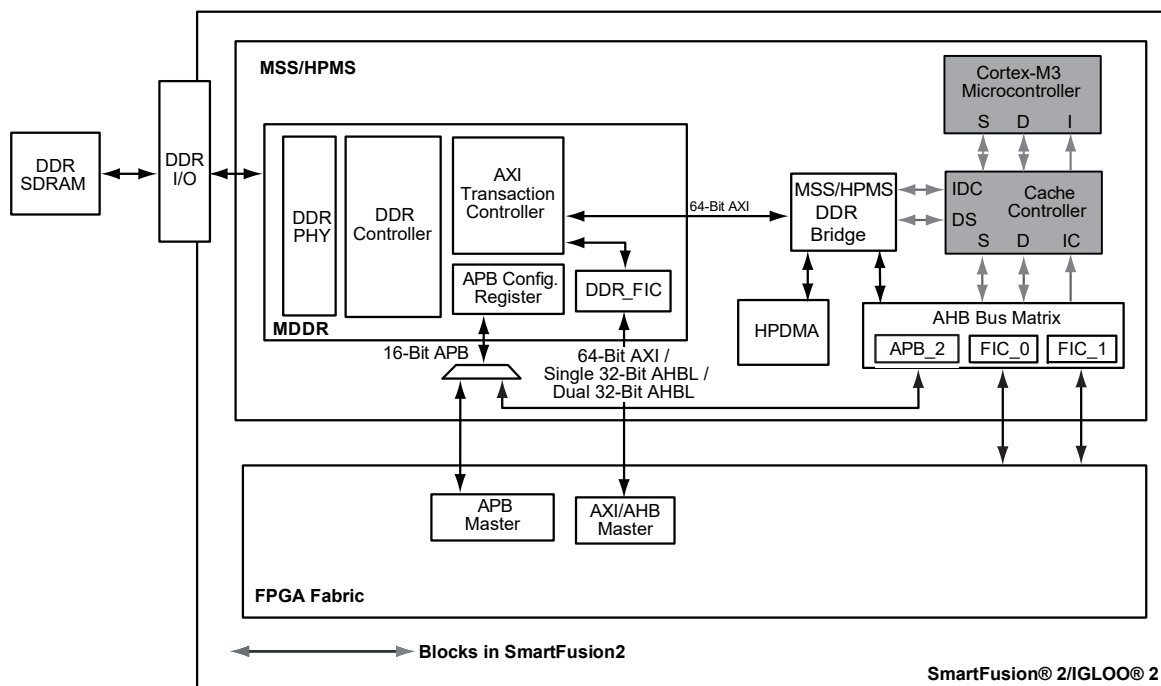 MSS/HPMS
Cortex-M3
Microcontroller
S D I
DDR
SDRAM
DDR
I/O
DDR
PHY
DDR
Controller
AXI
Transaction
Controller
64-Bit AXI
MSS/HPMS
DDR
Bridge
IDC
Cache
Controller
DS
S D IC
APB Config.
Register
DDR_FIC
MDDR
HPDMA
AHB Bus Matrix
APB_2
FIC_0
FIC_1
16-Bit APB
64-Bit AXI /
Single 32-Bit AHBL /
Dual 32-Bit AHBL
APB
Master
AXI/AHB
Master
FPGA Fabric
Blocks in SmartFusion2
SmartFusion® 2/IGLOO® 2